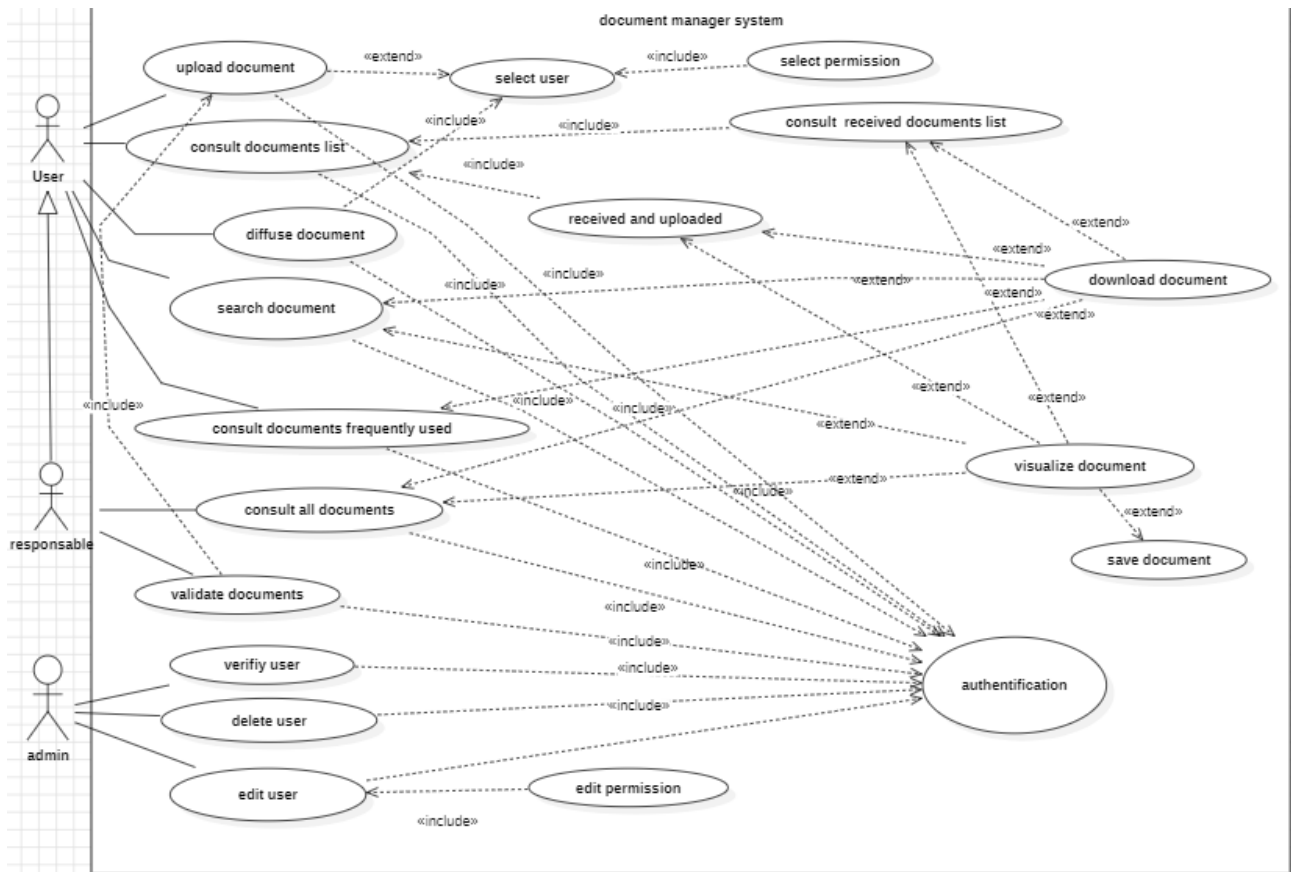 document manager system
upload document
«extend»
select user
«include»
select permission
«include»
consult documents list
«include»
consult  received documents list
User
«include»
diffuse document
received and uploaded
«extend»
«extend»
search document
«include»
«include»
«extend»
«extend»
download document
«extend»
«include»
consult documents frequently used
«include»
«include»
«extend»
«extend»
«extend»
visualize document
responsable
consult all documents
«include»
«extend»
«extend»
save document
validate documents
«include»
«include»
verifiy user
«include»
«include»
authentification
delete user
«include»
admin
edit user
edit permission
«include»